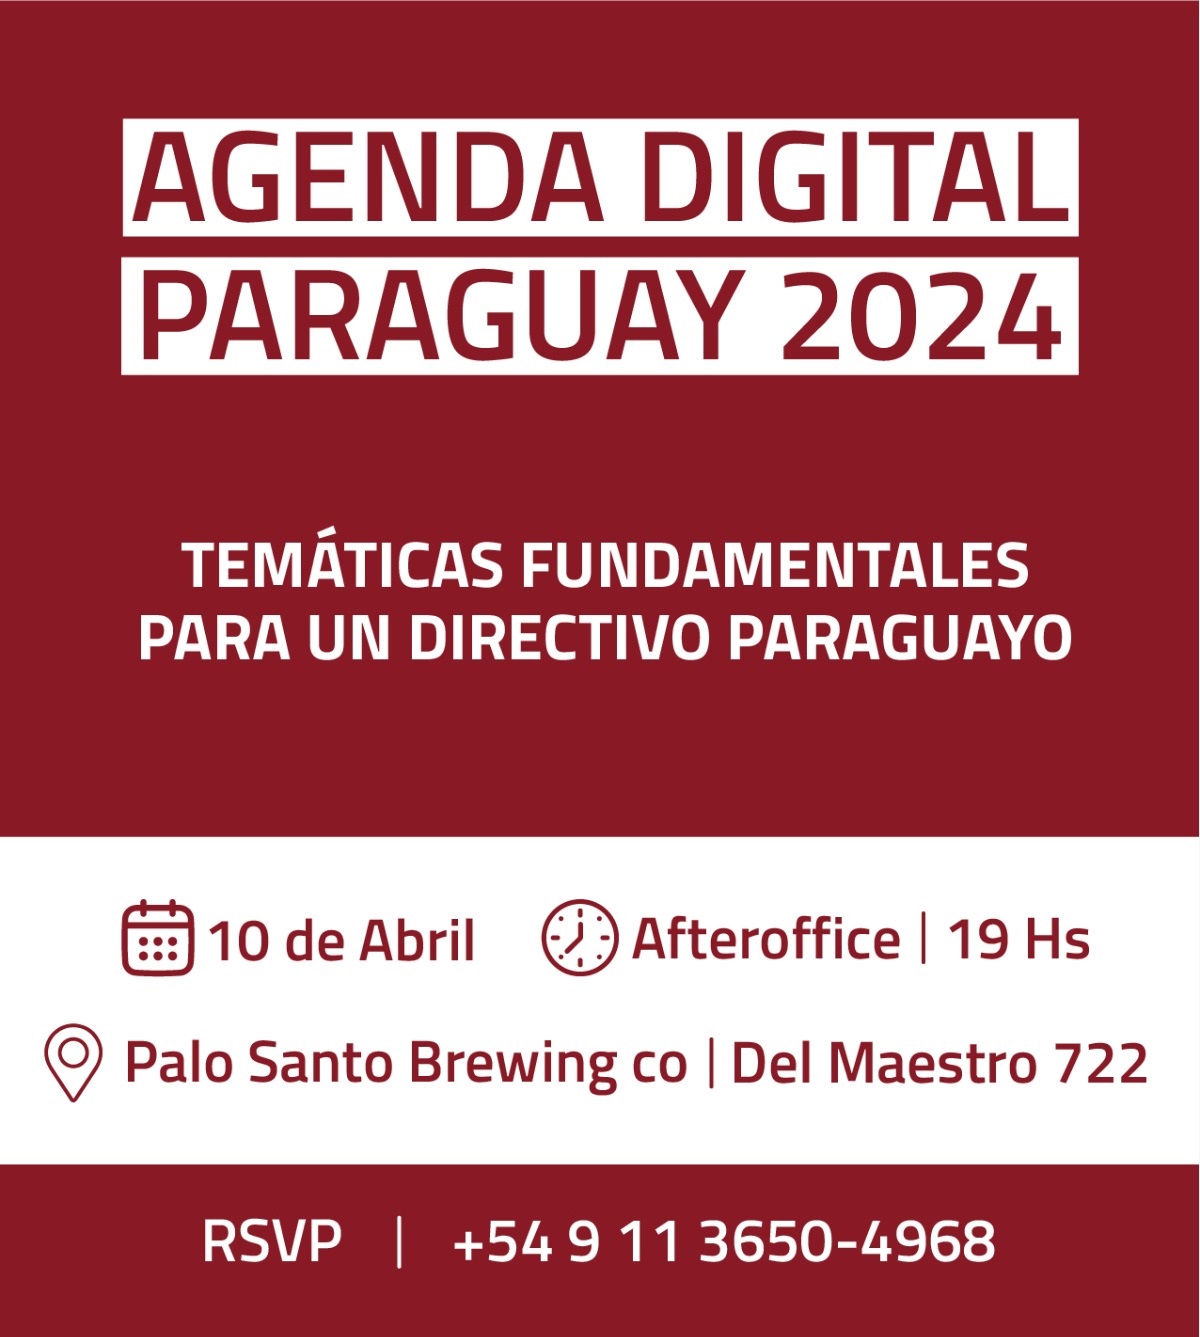 AGENDA DIGITAL
PARAGUAY 2024
TEMÁTICAS FUNDAMENTALES
PARA UN DIRECTIVO PARAGUAYO
10 de Abril
Afteroffice | 19 Hs
Palo Santo Brewing co | Del Maestro 722
RSVP | +54 9 11 3650-4968